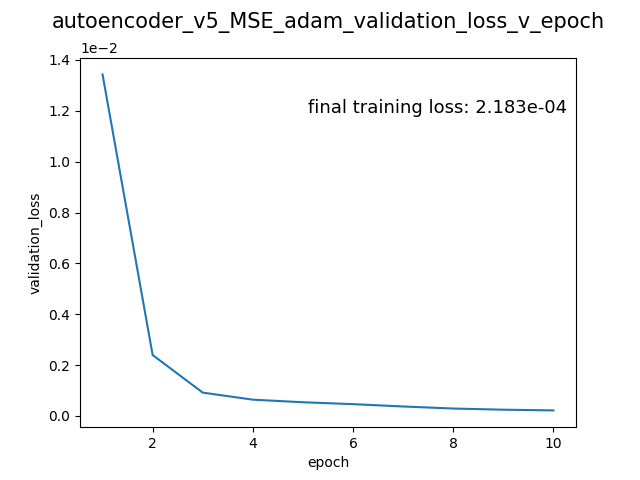 autoencoder_v5_MSE_adam_validation_loss_v_epoch
1e−2
final training loss: 2.183e-04
1.4
1.2
1.0
0.8
0.6
0.4
0.2
0.0
validation_loss
2 4 6 8 10
epoch